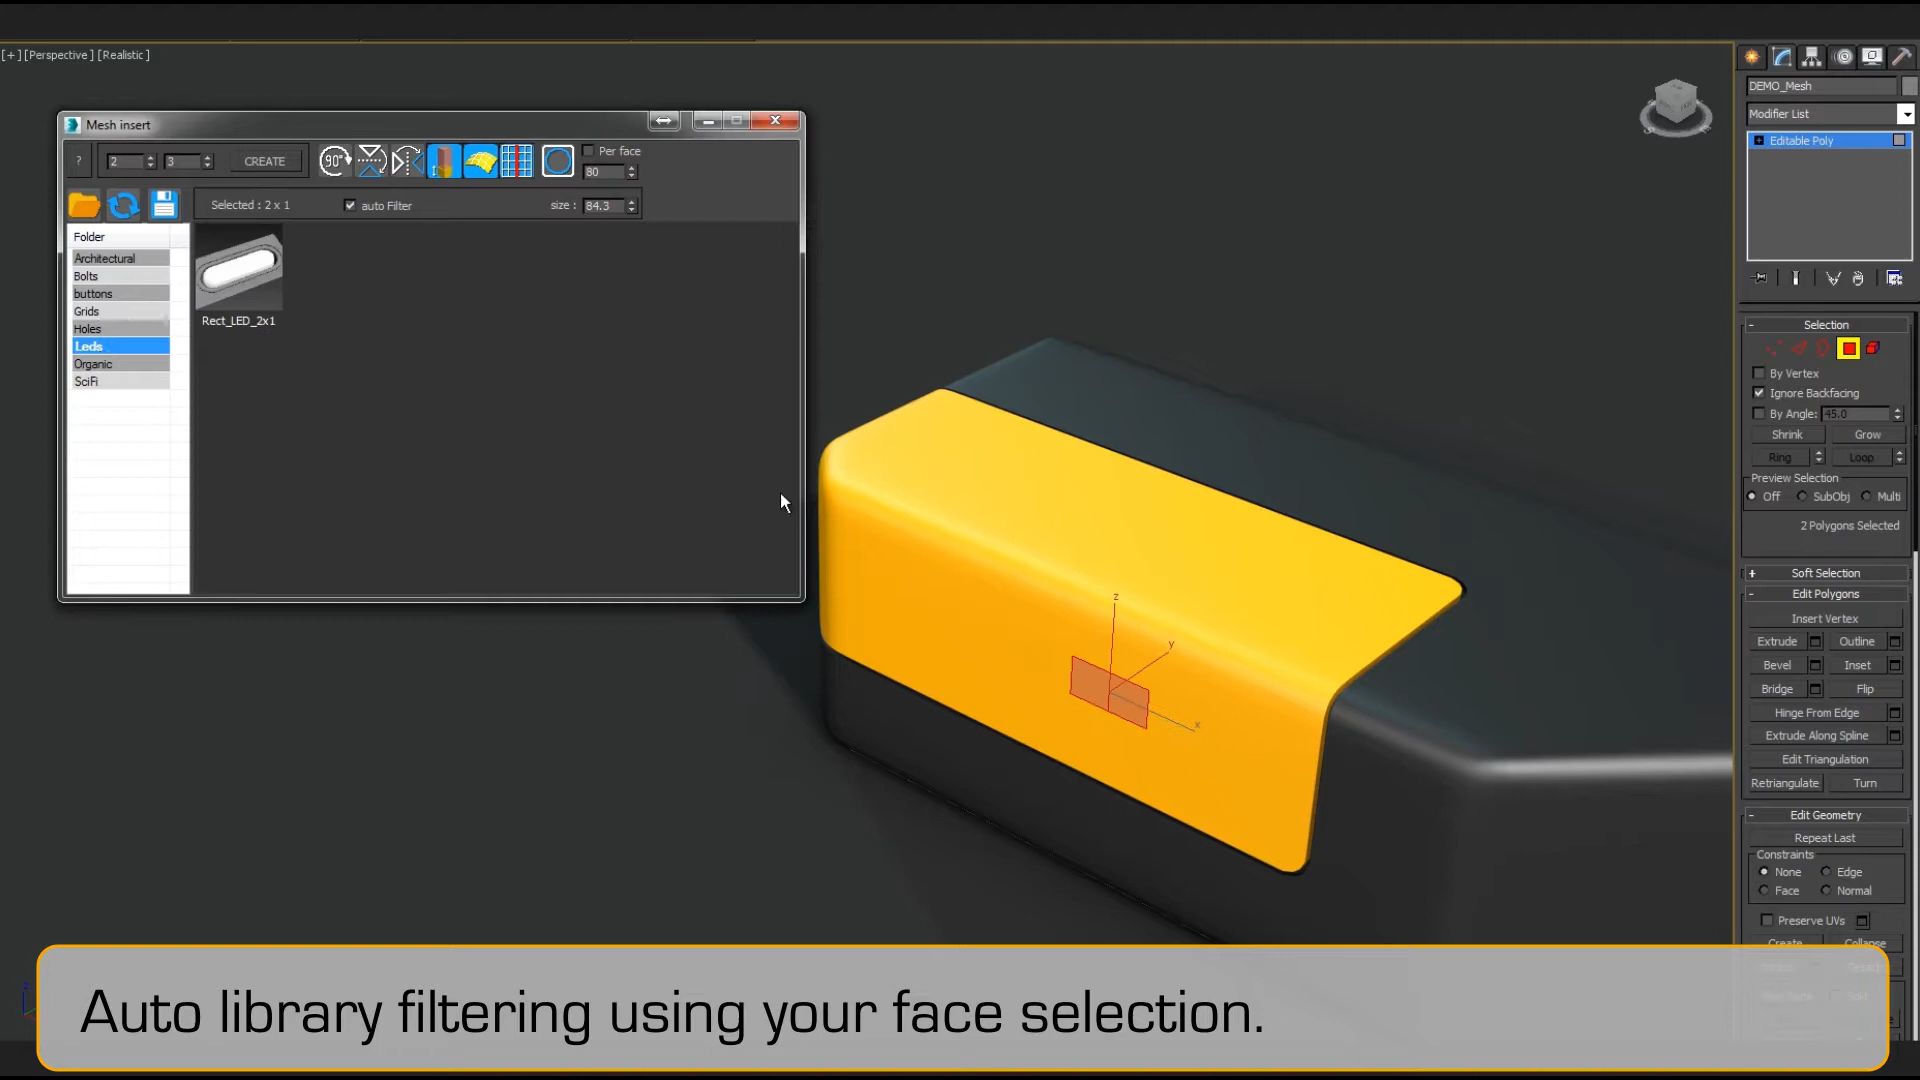 [+][Perspective][Realistic]
Mesh insert
? 2 3 CREATE 90° Per face
80
Selected : 2 x 1 auto Filter size : 84.3
Folder
Architectural
Bolts
buttons
Grids
Holes
Leds
Organic
SciFi
Rect_LED_2x1
z
y
x
DEMO_Mesh
Modifier List
Editable Poly
- Selection
By Vertex
Ignore Backfacing
By Angle: 45.0
Shrink Grow
Ring Loop
Preview Selection
Off SubObj Multi
2 Polygons Selected
+ Soft Selection
- Edit Polygons
Insert Vertex
Extrude Outline
Bevel Inset
Bridge Flip
Hinge From Edge
Extrude Along Spline
Edit Triangulation
Retriangulate Turn
- Edit Geometry
Repeat Last
Constraints
None Edge
Face Normal
Preserve UVs
Create Collapse
Auto library filtering using your face selection.